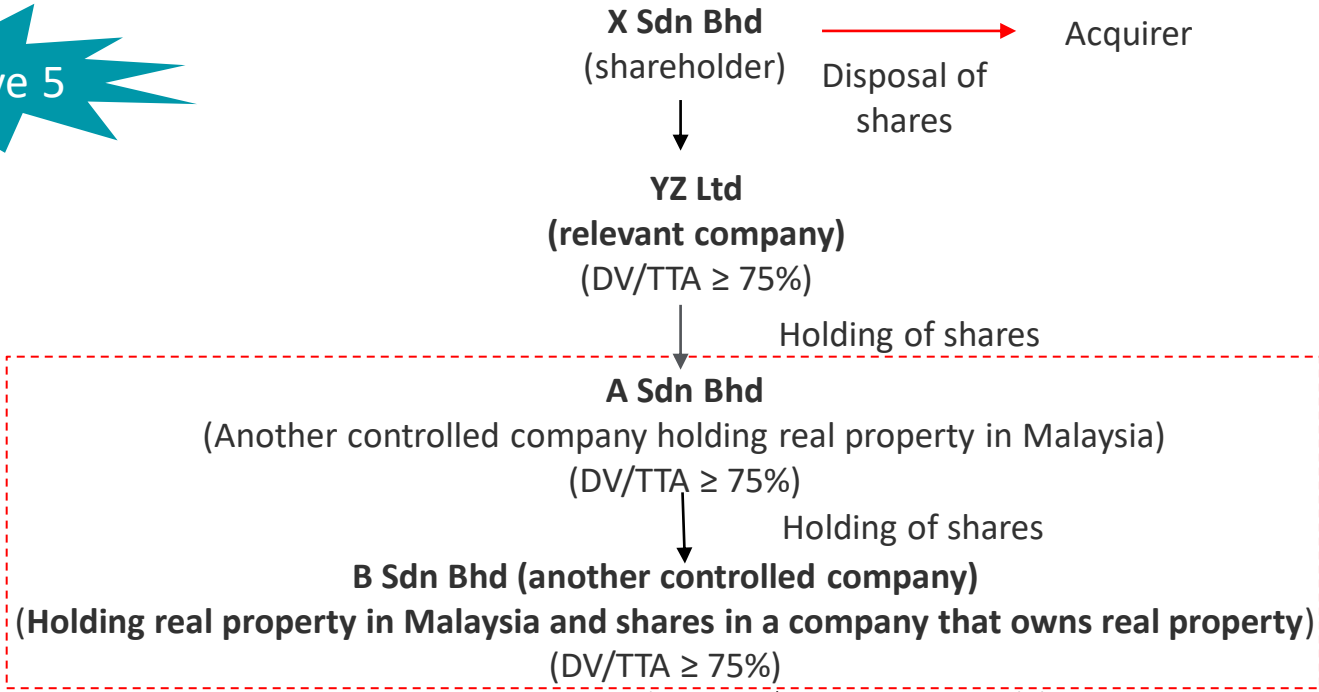 X Sdn Bhd
(shareholder)
Acquirer
Disposal of
shares
5
YZ Ltd
(relevant company)
(DV/TTA ≥ 75%)
Holding of shares
A Sdn Bhd
(Another controlled company holding real property in Malaysia)
(DV/TTA ≥ 75%)
Holding of shares
B Sdn Bhd (another controlled company)
(Holding real property in Malaysia and shares in a company that owns real property)
(DV/TTA ≥ 75%)